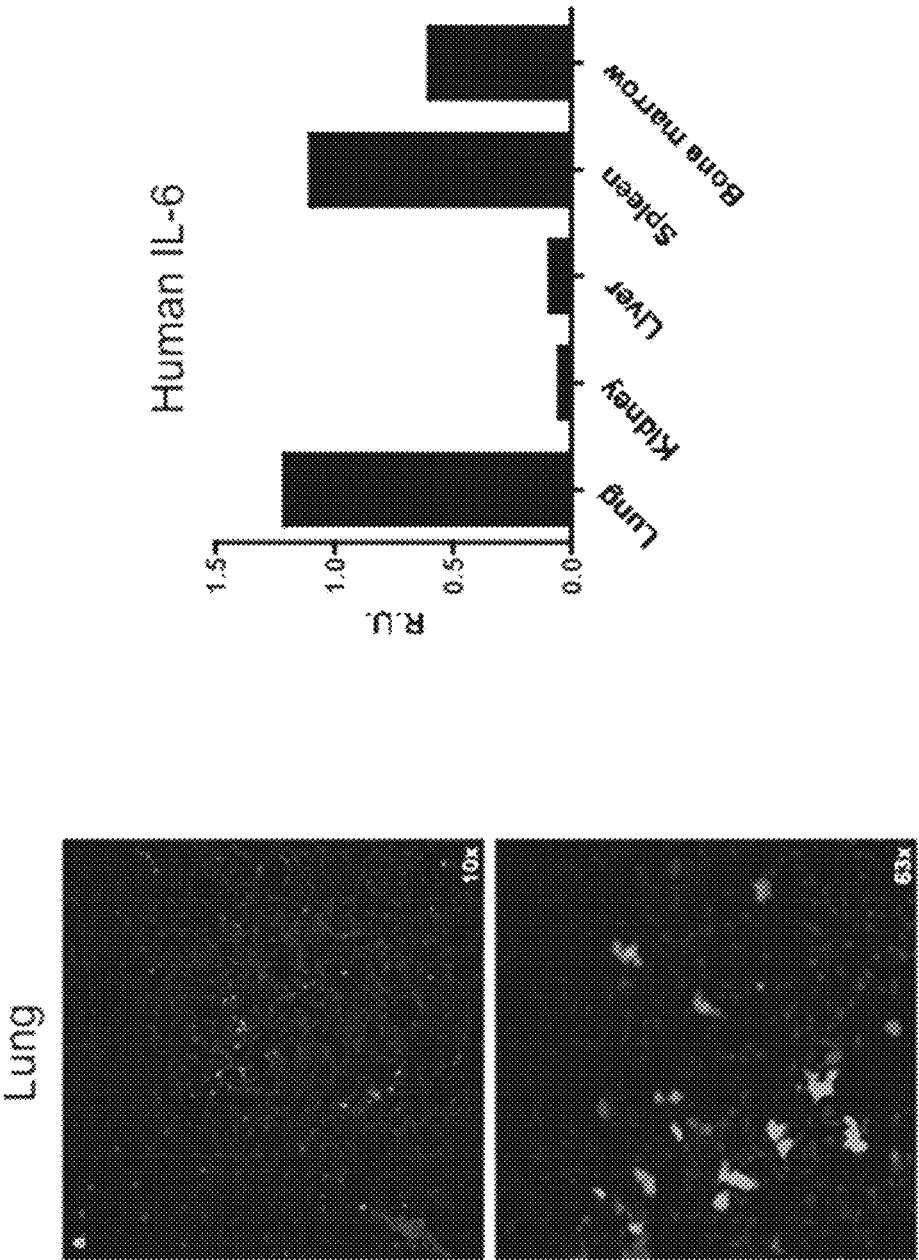 Lung
10x
63x
Human IL-6
R.U.
1.5
1.0
0.5
0.0
Lung
Kidney
Liver
Spleen
Bone marrow